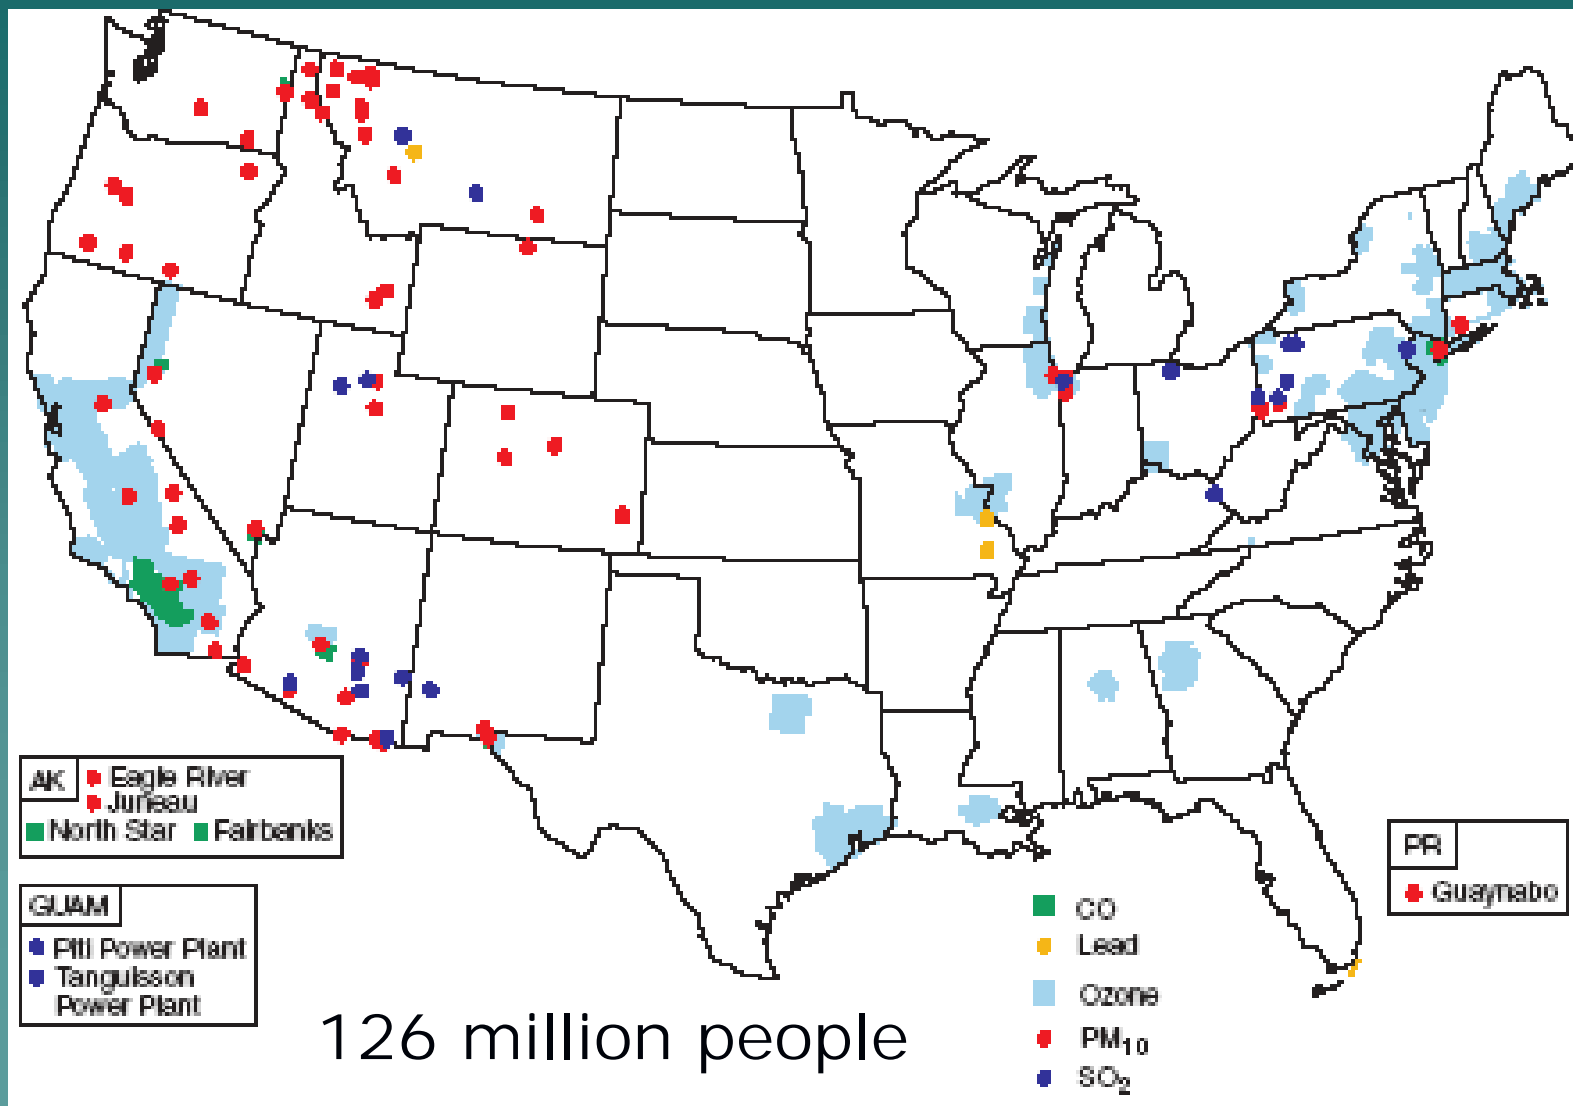 AK
Eagle River
Juneau
North Star Fairbanks
GUAM
Piti Power Plant
Tanguisson
Power Plant
126 million people
CO
Lead
Ozone
PM10
SO2
PR
Guaynabo